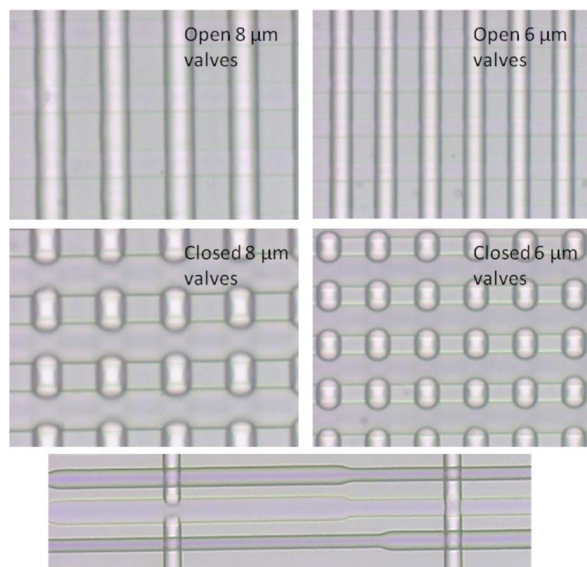 Open 8 µm
valves
Open 6 µm
valves
Closed 8 µm
valves
Closed 6 µm
valves